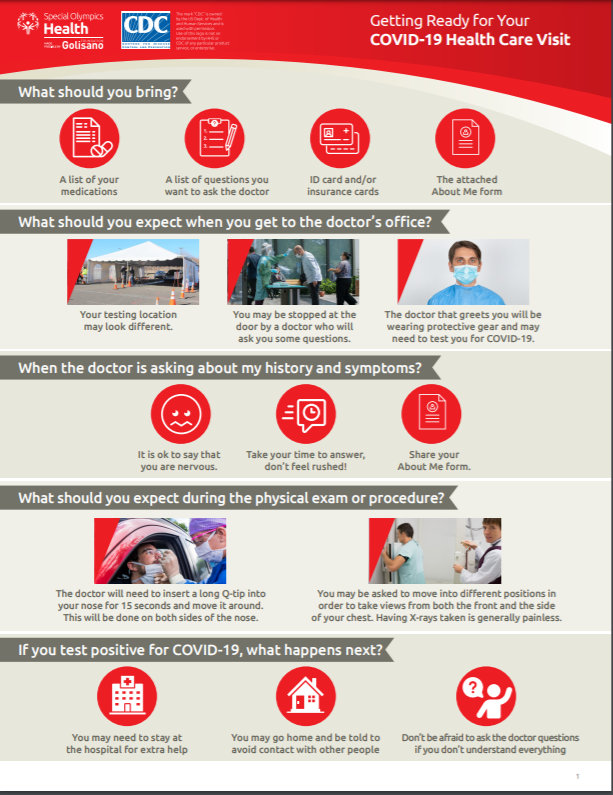 Special Olympics
Health
MADE POSSIBLE BY
Golisano
CDC
CENTERS FOR DISEASE
CONTROL AND PREVENTION
The mark "CDC" is owned
by the US Dept. of Health
and Human Services and is
used with permission.
Use of this logo is not an
endorsement by HHS or
CDC of any particular product,
service, or enterprise.
Getting Ready for Your
COVID-19 Health Care Visit
What should you bring?
1.
2.
3.
A list of your
medications
A list of questions you
want to ask the doctor
ID card and/or
insurance cards
The attached
About Me form
What should you expect when you get to the doctor's office?
Your testing location
may look different.
You may be stopped at the
door by a doctor who will
ask you some questions.
The doctor that greets you will be
wearing protective gear and may
need to test you for COVID-19.
When the doctor is asking about my history and symptoms?
It is ok to say that
you are nervous.
Take your time to answer,
don't feel rushed!
Share your
About Me form.
What should you expect during the physical exam or procedure?
The doctor will need to insert a long Q-tip into
your nose for 15 seconds and move it around.
This will be done on both sides of the nose.
You may be asked to move into different positions in
order to take views from both the front and the side
of your chest. Having X-rays taken is generally painless.
If you test positive for COVID-19, what happens next?
?
You may need to stay at
the hospital for extra help
You may go home and be told to
avoid contact with other people
Don't be afraid to ask the doctor questions
if you don't understand everything
1